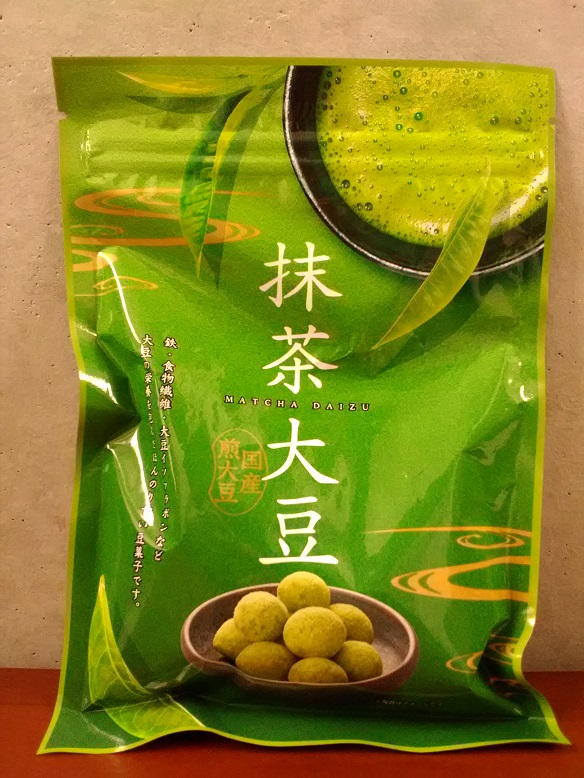 抹茶大豆
MATCHA DAIZU
国産
煎大豆
鉄・食物繊維・大豆イソフラボンなど
大豆の栄養を
豆菓子です。